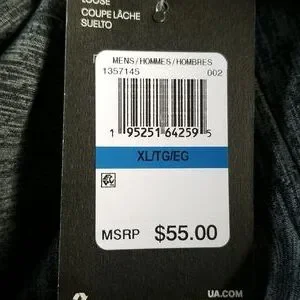 LOOSE
COUPE LÂCHE
SUELTO
MENS/HOMMES/HOMBRES
1357145 002
1 95251 64259 5
XL/TG/EG
MSRP $55.00
UA.COM